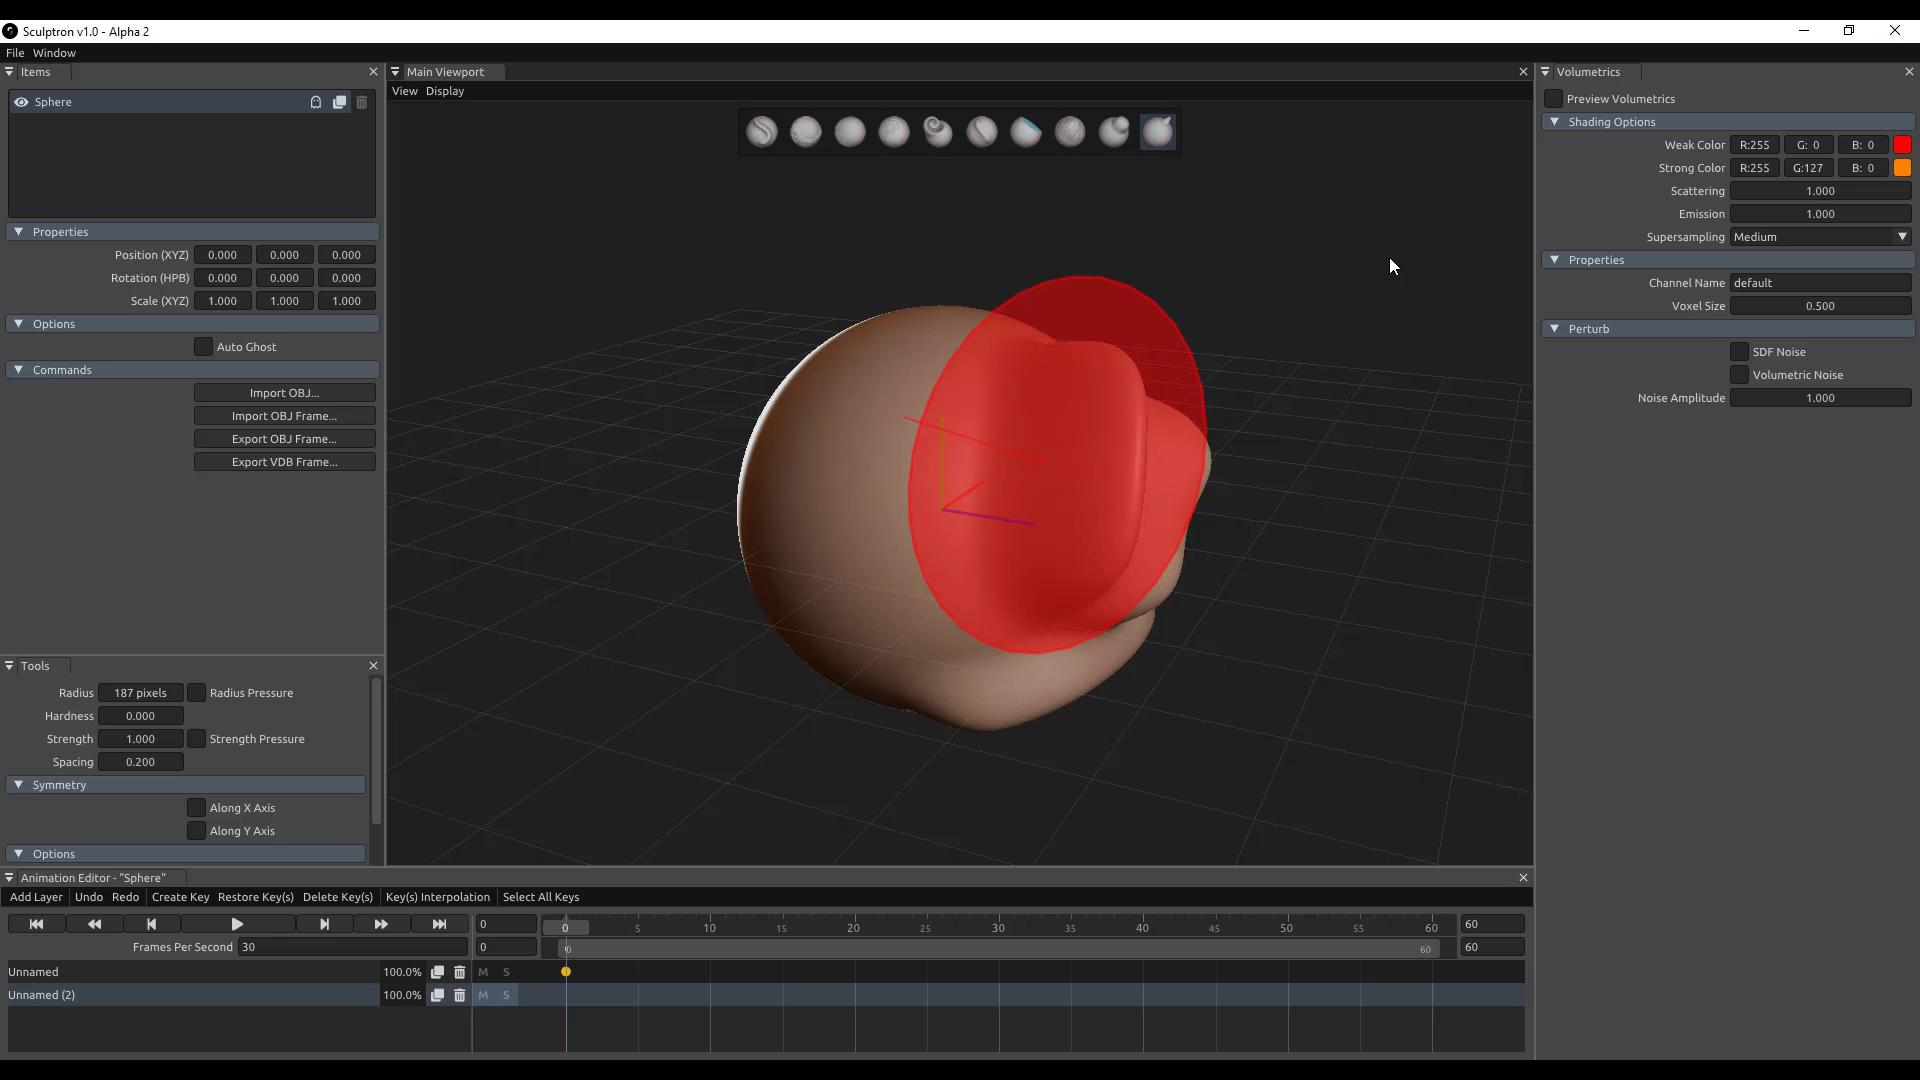 Sculptron v1.0 - Alpha 2
File Window
Items
Sphere
Properties
Position (XYZ) 0.000 0.000 0.000
Rotation (HPB) 0.000 0.000 0.000
Scale (XYZ) 1.000 1.000 1.000
Options
Auto Ghost
Commands
Import OBJ...
Import OBJ Frame...
Export OBJ Frame...
Export VDB Frame...
Tools
Radius 187 pixels Radius Pressure
Hardness 0.000
Strength 1.000 Strength Pressure
Spacing 0.200
Symmetry
Along X Axis
Along Y Axis
Options
Main Viewport
View Display
Volumetrics
Preview Volumetrics
Shading Options
Weak Color R:255 G: 0 B: 0
Strong Color R:255 G:127 B: 0
Scattering 1.000
Emission 1.000
Supersampling Medium
Properties
Channel Name default
Voxel Size 0.500
Perturb
SDF Noise
Volumetric Noise
Noise Amplitude 1.000
Animation Editor - "Sphere"
Add Layer Undo Redo Create Key Restore Key(s) Delete Key(s) Key(s) Interpolation Select All Keys
0 0 5 10 15 20 25 30 35 40 45 50 55 60 60
Frames Per Second 30 0 0 60 60
Unnamed 100.0% M S
Unnamed (2) 100.0% M S